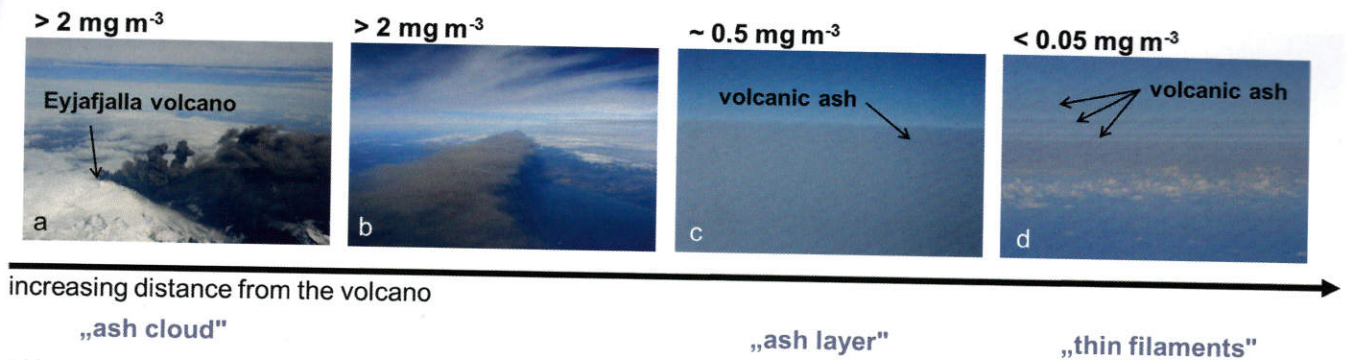 > 2 mg m-3
> 2 mg m-3
~ 0.5 mg m-3
< 0.05 mg m-3
Eyjafjalla volcano
volcanic ash
volcanic ash
a
b
c
d
increasing distance from the volcano
„ash cloud"
„ash layer"
„thin filaments"